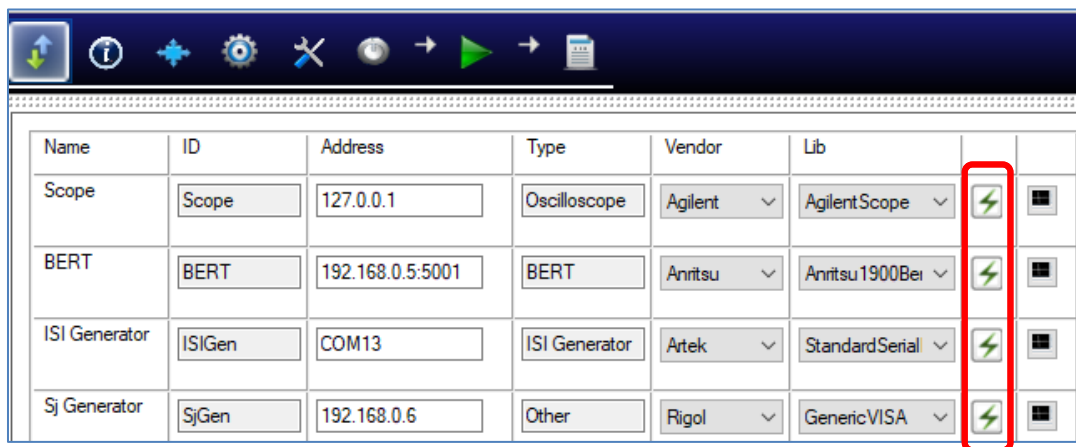 Name ID Address Type Vendor Lib
Scope Scope 127.0.0.1 Oscilloscope Agilent AgilentScope
BERT BERT 192.168.0.5:5001 BERT Anritsu Anritsu1900Ber
ISI Generator ISIGen COM13 ISI Generator Artek StandardSerial
Sj Generator SjGen 192.168.0.6 Other Rigol GenericVISA